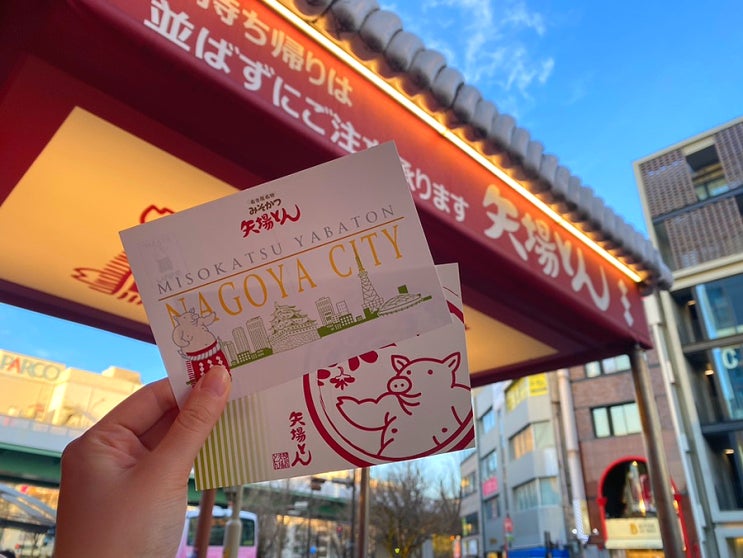 持ち帰りは
並ばずにご注文承ります
矢場とん
名古屋名物
みそかつ
矢場とん
MISOKATSU YABATON
NAGOYA CITY
矢場とん
PARCO